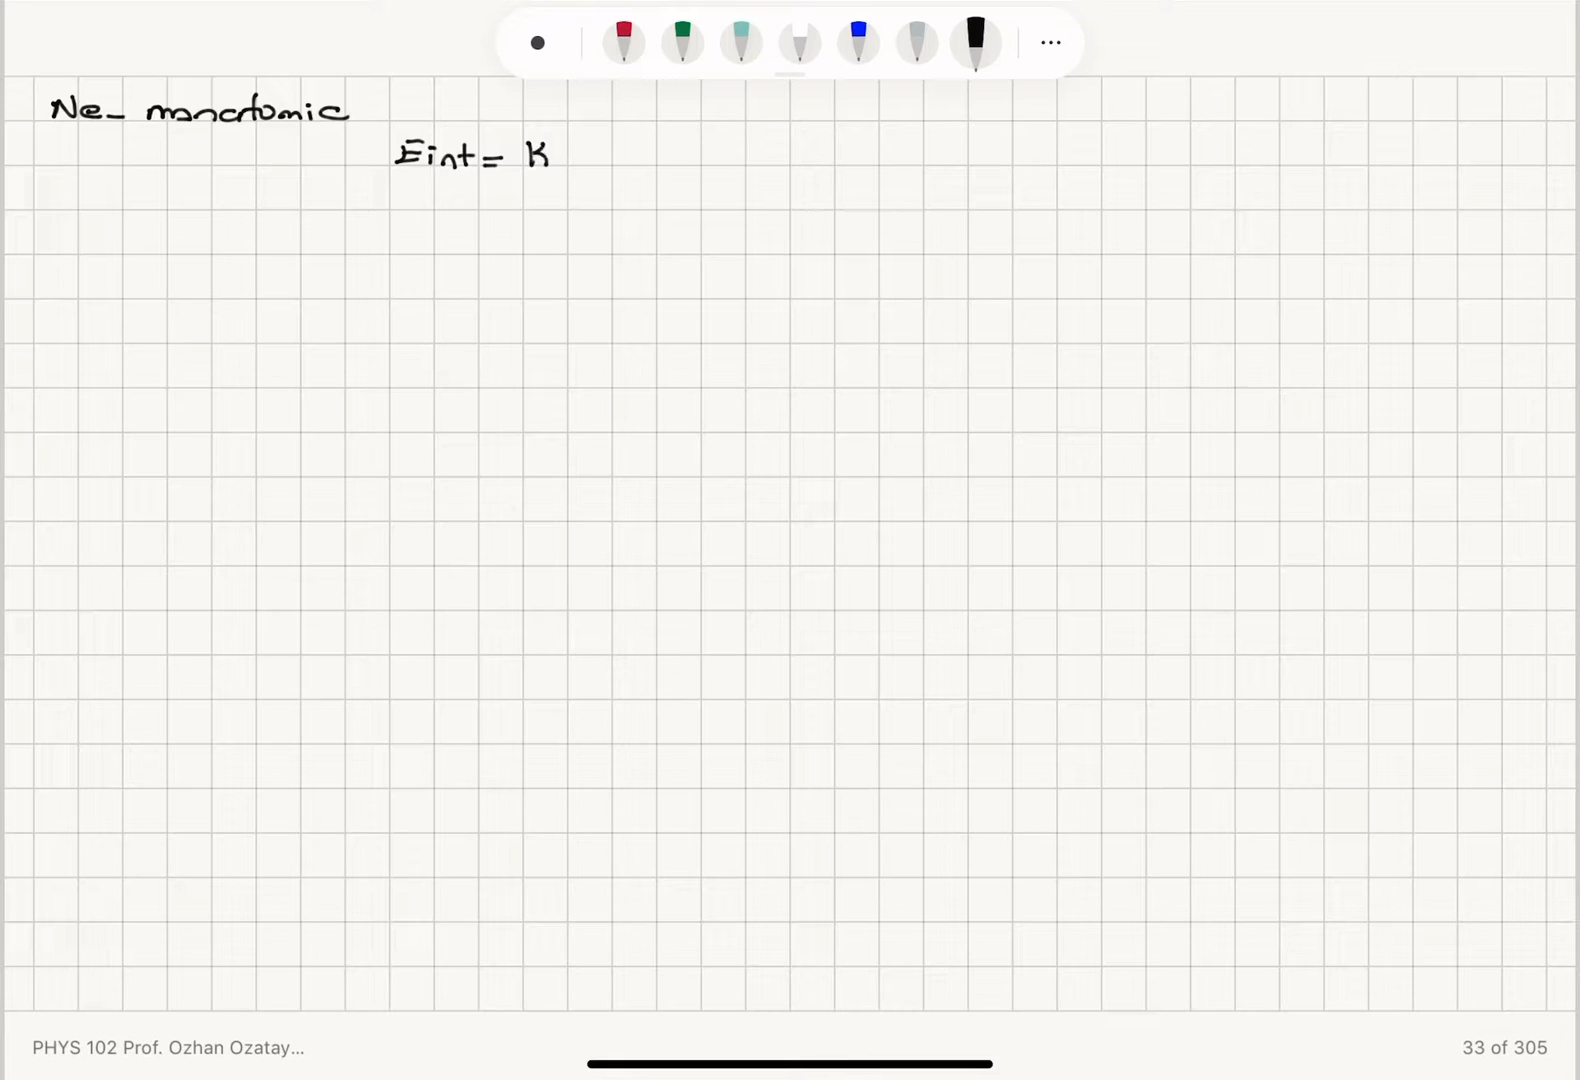 Ne- monatomic
Eint = K
PHYS 102 Prof. Ozhan Ozatay...
33 of 305